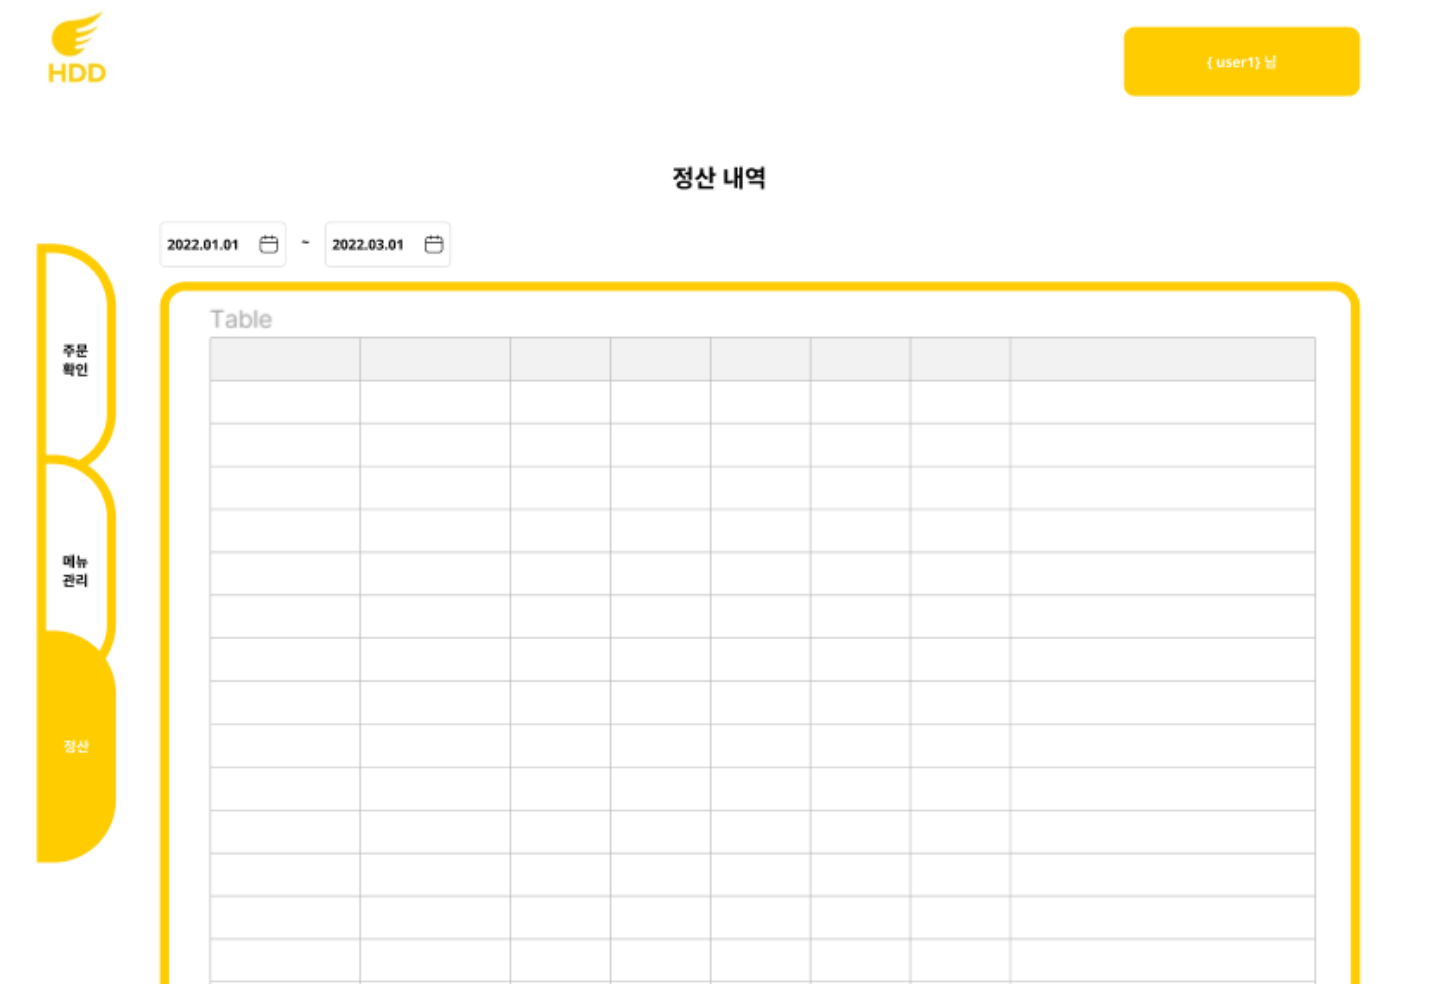 HDD
{ user1} 님
정산 내역
2022.01.01 ~ 2022.03.01
Table
주문
확인
메뉴
관리
정산